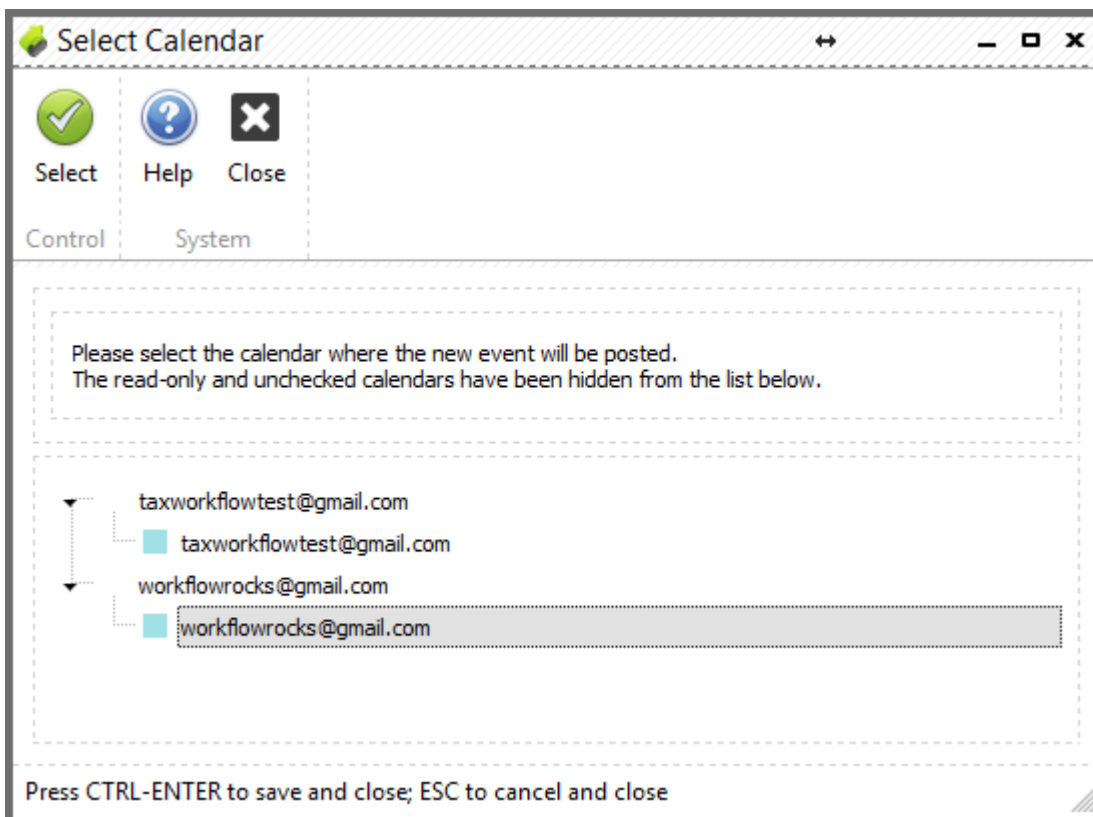 Select Calendar
Select Help Close
Control System
Please select the calendar where the new event will be posted.
The read-only and unchecked calendars have been hidden from the list below.
taxworkflowtest@gmail.com
taxworkflowtest@gmail.com
workflowrocks@gmail.com
workflowrocks@gmail.com
Press CTRL-ENTER to save and close; ESC to cancel and close